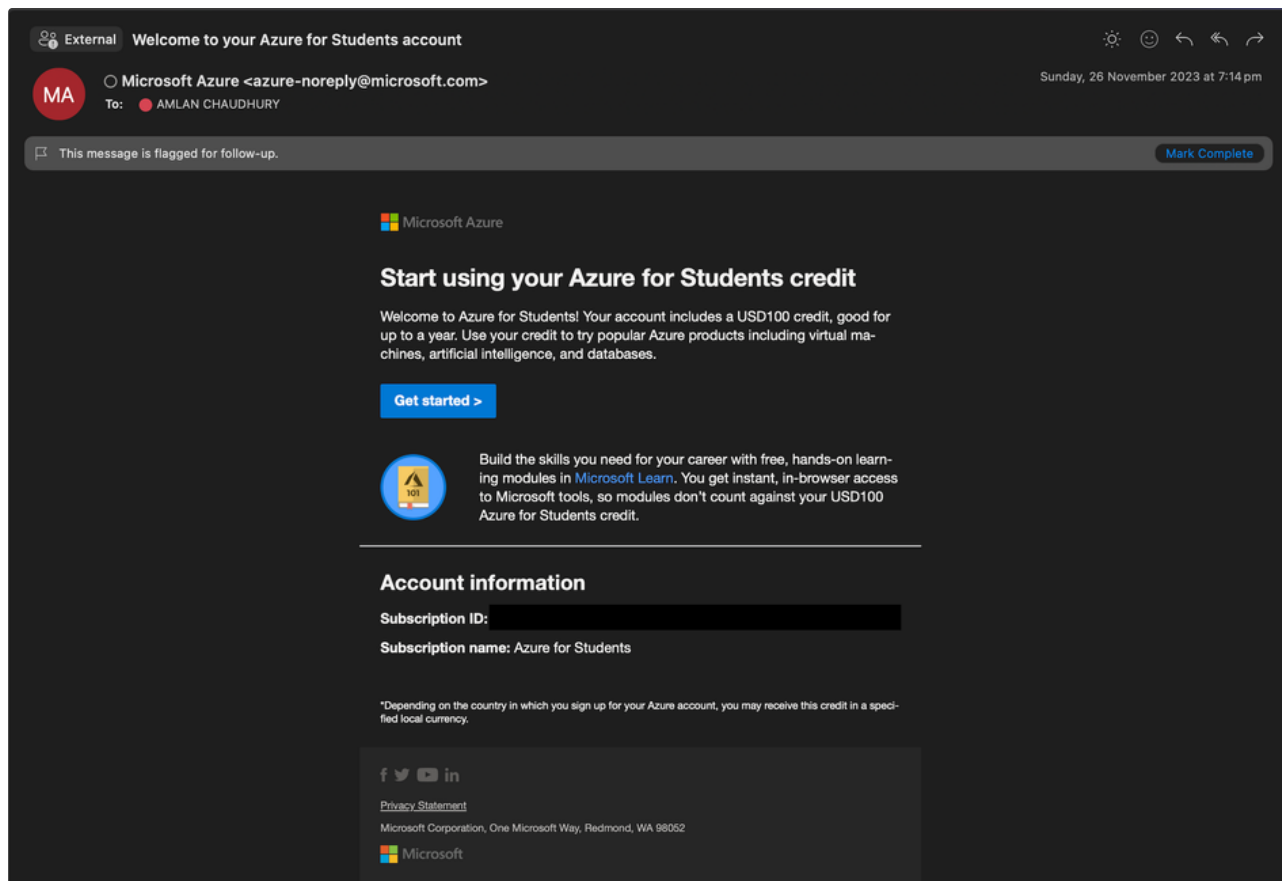 External Welcome to your Azure for Students account
Microsoft Azure <azure-noreply@microsoft.com>
Sunday, 26 November 2023 at 7:14 pm
MA
To: AMLAN CHAUDHURY
This message is flagged for follow-up.
Mark Complete
Microsoft Azure
Start using your Azure for Students credit
Welcome to Azure for Students! Your account includes a USD100 credit, good for
up to a year. Use your credit to try popular Azure products including virtual ma-
chines, artificial intelligence, and databases.
Get started >
Build the skills you need for your career with free, hands-on learn-
ing modules in Microsoft Learn. You get instant, in-browser access
to Microsoft tools, so modules don't count against your USD100
Azure for Students credit.
101
Account information
Subscription ID:
Subscription name: Azure for Students
*Depending on the country in which you sign up for your Azure account, you may receive this credit in a speci-
fied local currency.
Privacy Statement
Microsoft Corporation, One Microsoft Way, Redmond, WA 98052
Microsoft